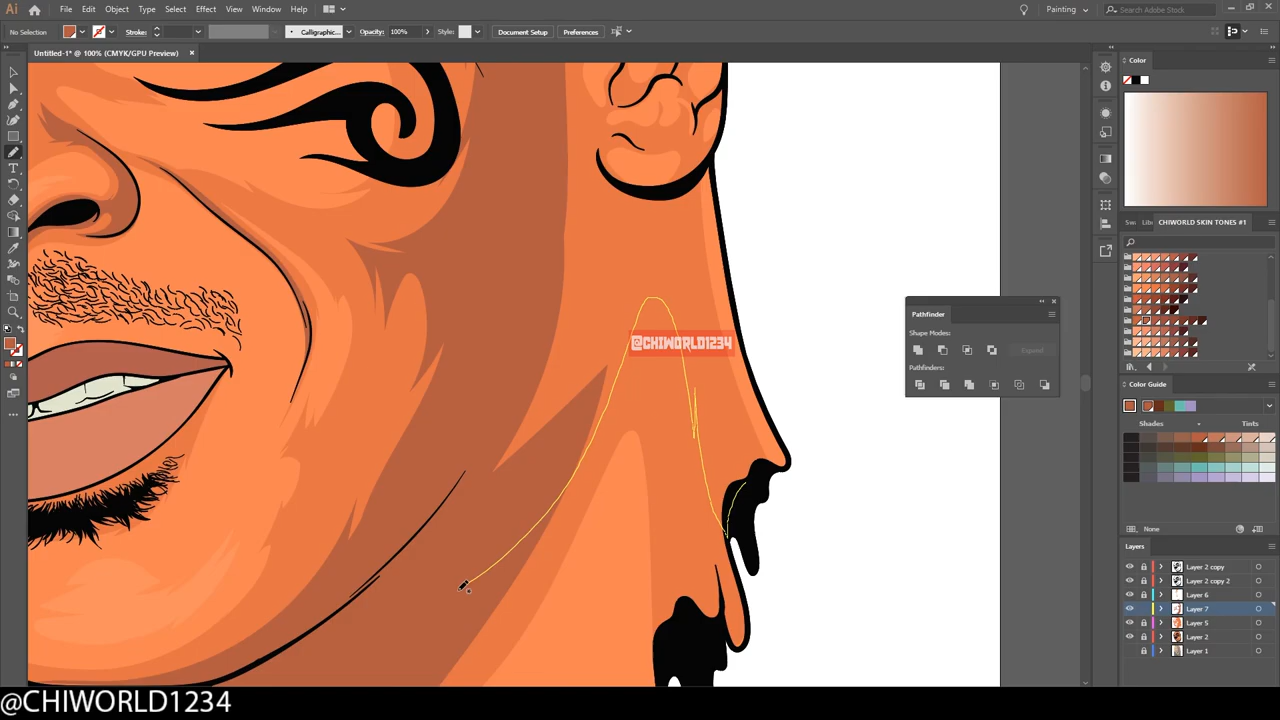 Ai File Edit Object Type Select Effect View Window Help Painting Search Adobe Stock
No Selection Stroke: Calligraphic... Opacity: 100% Style: Document Setup Preferences
Untitled-1* @ 100% (CMYK/GPU Preview)
Color
CHIWORLD SKIN TONES #1
Pathfinder
Shape Modes:
Expand
Pathfinders:
@CHIWORLD1234
Color Guide
Shades Tints
None
Layers
Layer 2 copy
Layer 2 copy 2
Layer 6
Layer 7
Layer 5
Layer 2
Layer 1
@CHIWORLD1234